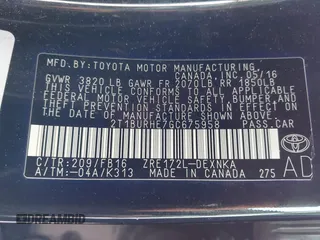 MFD.BY:TOYOTA MOTOR MANUFACTURING
CANADA,INC.05/16
GVWR 3820 LB GAWR FR 2070LB RR 1850LB
THIS VEHICLE CONFORMS TO ALL APPLICABLE
FEDERAL MOTOR VEHICLE SAFETY, BUMPER, AND
THEFT PREVENTION STANDARDS IN EFFECT ON
THE DATE OF MANUFACTURE SHOWN ABOVE.
2T1BURHE7GC675958 PASS.CAR
C/TR:209/FB16 ZRE172L-DEXNKA AD
A/TM:-04A/K313 MADE IN CANADA 275
TOYOTA
DREAMBID